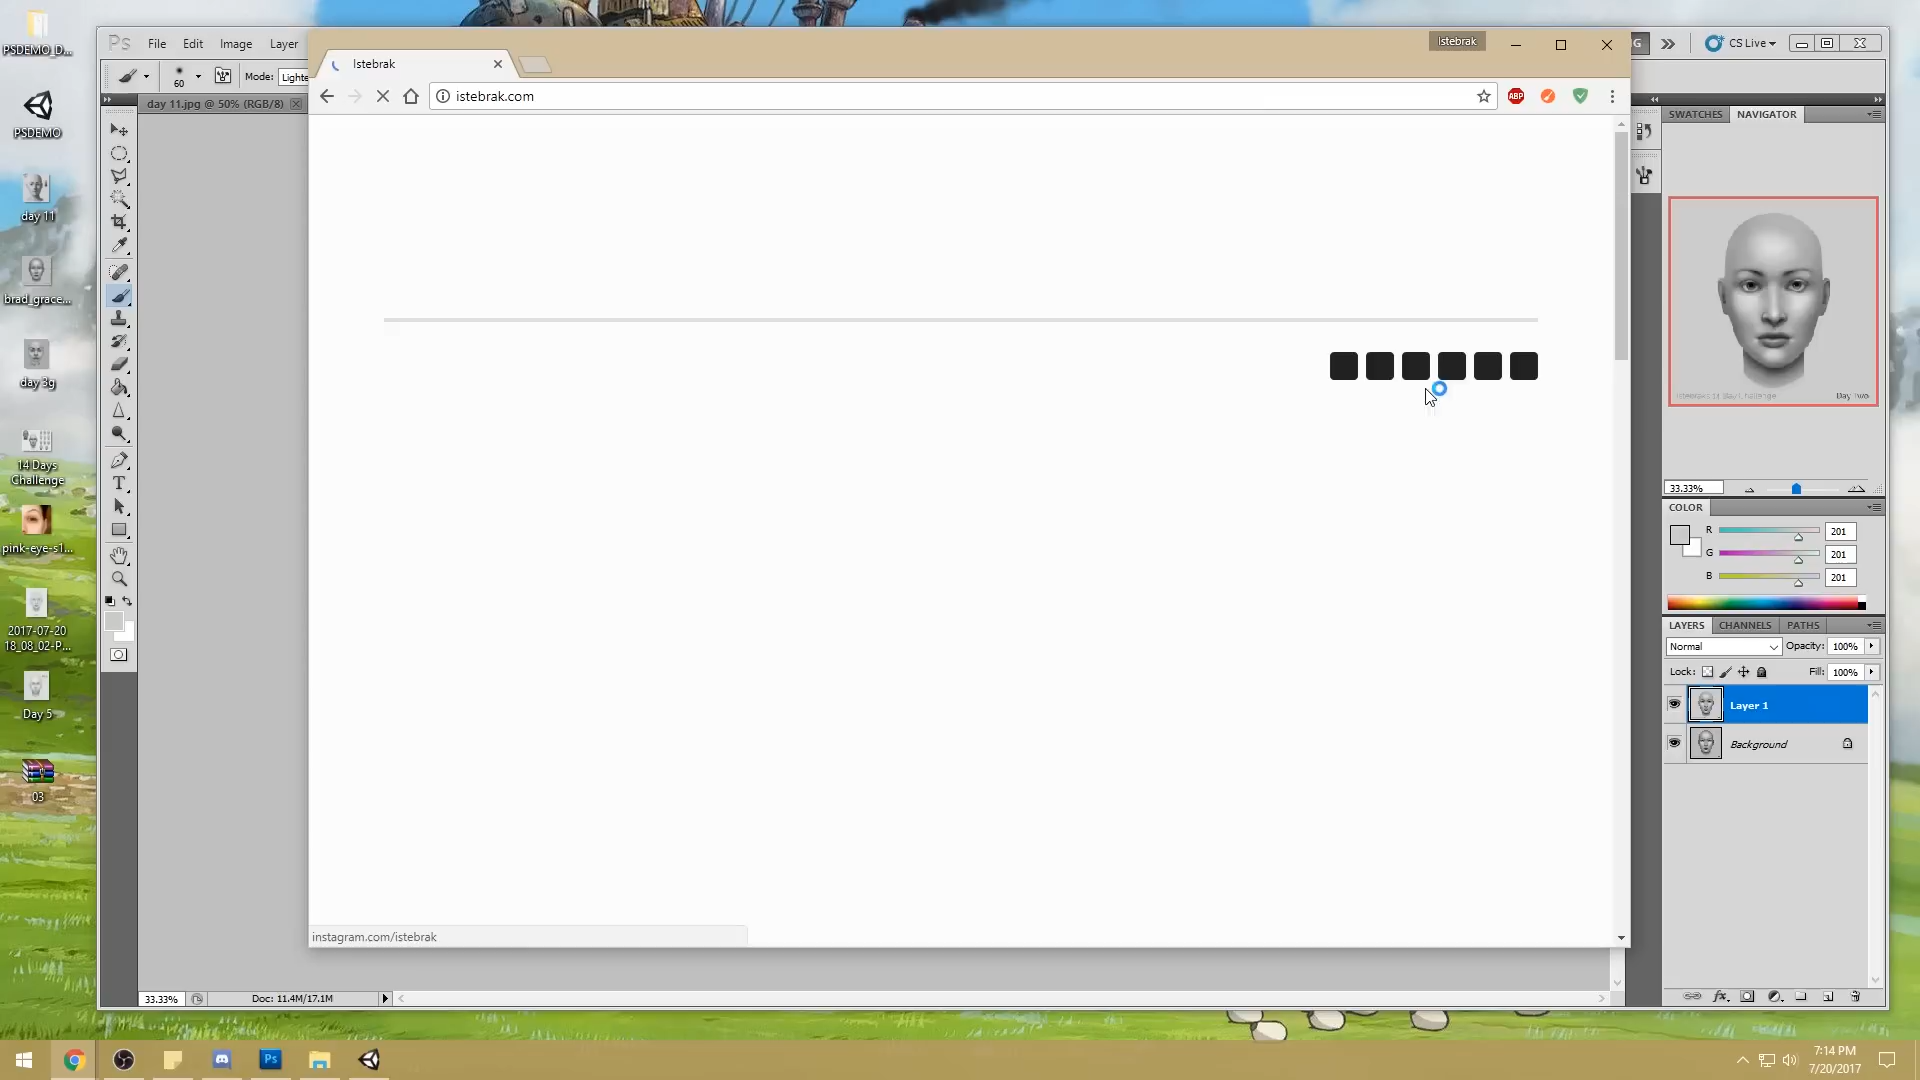 PSDEMO_D...
PSDEMO
day 11
brad_grace...
day 3g
14 Days
Challenge
pink-eye-s1...
2017-07-20
18_08_02-P...
Day 5
03
Ps
File
Edit
Image
Layer
60
Mode:
Lighte
day 11.jpg @ 50% (RGB/8)
T
Istebrak
Istebrak
istebrak.com
ABP
instagram.com/istebrak
33.33%
Doc: 11.4M/17.1M
G
CS Live
SWATCHES
NAVIGATOR
Day Two
33.33%
COLOR
R
201
G
201
B
201
LAYERS
CHANNELS
PATHS
Normal
Opacity:
100%
Lock:
Fill:
100%
Layer 1
Background
fx
Ps
7:14 PM
7/20/2017